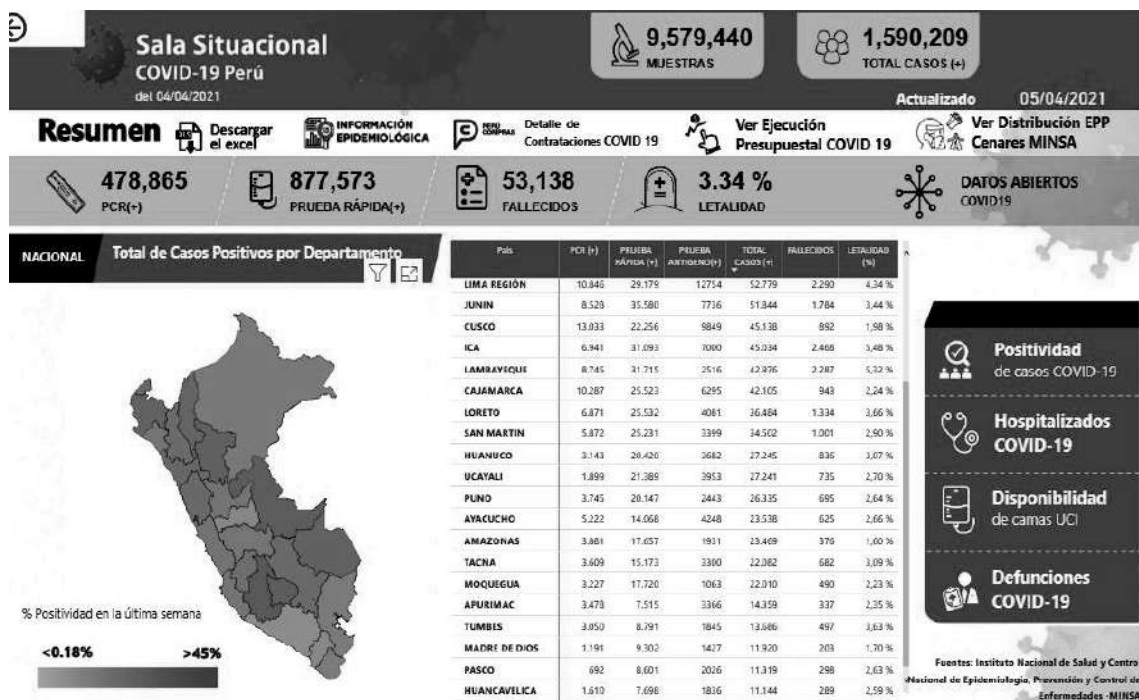 Sala Situacional
COVID-19 Perú
del 04/04/2021
9,579,440
MUESTRAS
1,590,209
TOTAL CASOS (+)
Actualizado 05/04/2021
Resumen
Descargar
el excel
INFORMACIÓN
EPIDEMIOLÓGICA
PERÚ
COMPRAS
Detalle de
Contrataciones COVID 19
Ver Ejecución
Presupuestal COVID 19
Ver Distribución EPP
Cenares MINSA
478,865
PCR(+)
877,573
PRUEBA RÁPIDA(+)
53,138
FALLECIDOS
3.34 %
LETALIDAD
DATOS ABIERTOS
COVID19
NACIONAL
Total de Casos Positivos por Departamento
% Positividad en la última semana
<0.18% >45%
País PCR (+) PRUEBA RÁPIDA (+) PRUEBA ANTIGENO(+) TOTAL CASOS (+) FALLECIDOS LETALIDAD (%)
LIMA REGIÓN 10.846 29.179 12754 52.779 2.290 4,34 %
JUNIN 8.528 35.580 7736 51.844 1.784 3,44 %
CUSCO 13.033 22.256 9849 45.138 892 1,98 %
ICA 6.941 31.093 7000 45.034 2.468 5,48 %
LAMBAYEQUE 8.745 31.715 2516 42.976 2.287 5,32 %
CAJAMARCA 10.287 25.523 6295 42.105 943 2,24 %
LORETO 6.871 25.532 4081 36.484 1.334 3,66 %
SAN MARTIN 5.872 25.231 3399 34.502 1.001 2,90 %
HUANUCO 3.143 20.420 3682 27.245 836 3,07 %
UCAYALI 1.899 21.389 3953 27.241 735 2,70 %
PUNO 3.745 20.147 2443 26.335 695 2,64 %
AYACUCHO 5.222 14.068 4248 23.538 625 2,66 %
AMAZONAS 3.881 17.657 1931 23.469 376 1,60 %
TACNA 3.609 15.173 3300 22.082 682 3,09 %
MOQUEGUA 3.227 17.720 1063 22.010 490 2,23 %
APURIMAC 3.478 7.515 3366 14.359 337 2,35 %
TUMBES 3.050 8.791 1845 13.686 497 3,63 %
MADRE DE DIOS 1.191 9.302 1427 11.920 203 1,70 %
PASCO 692 8.601 2026 11.319 298 2,63 %
HUANCAVELICA 1.610 7.698 1836 11.144 289 2,59 %
Positividad
de casos COVID-19
Hospitalizados
COVID-19
Disponibilidad
de camas UCI
Defunciones
COVID-19
Fuentes: Instituto Nacional de Salud y Centro
Nacional de Epidemiología, Prevención y Control de
Enfermedades -MINSA